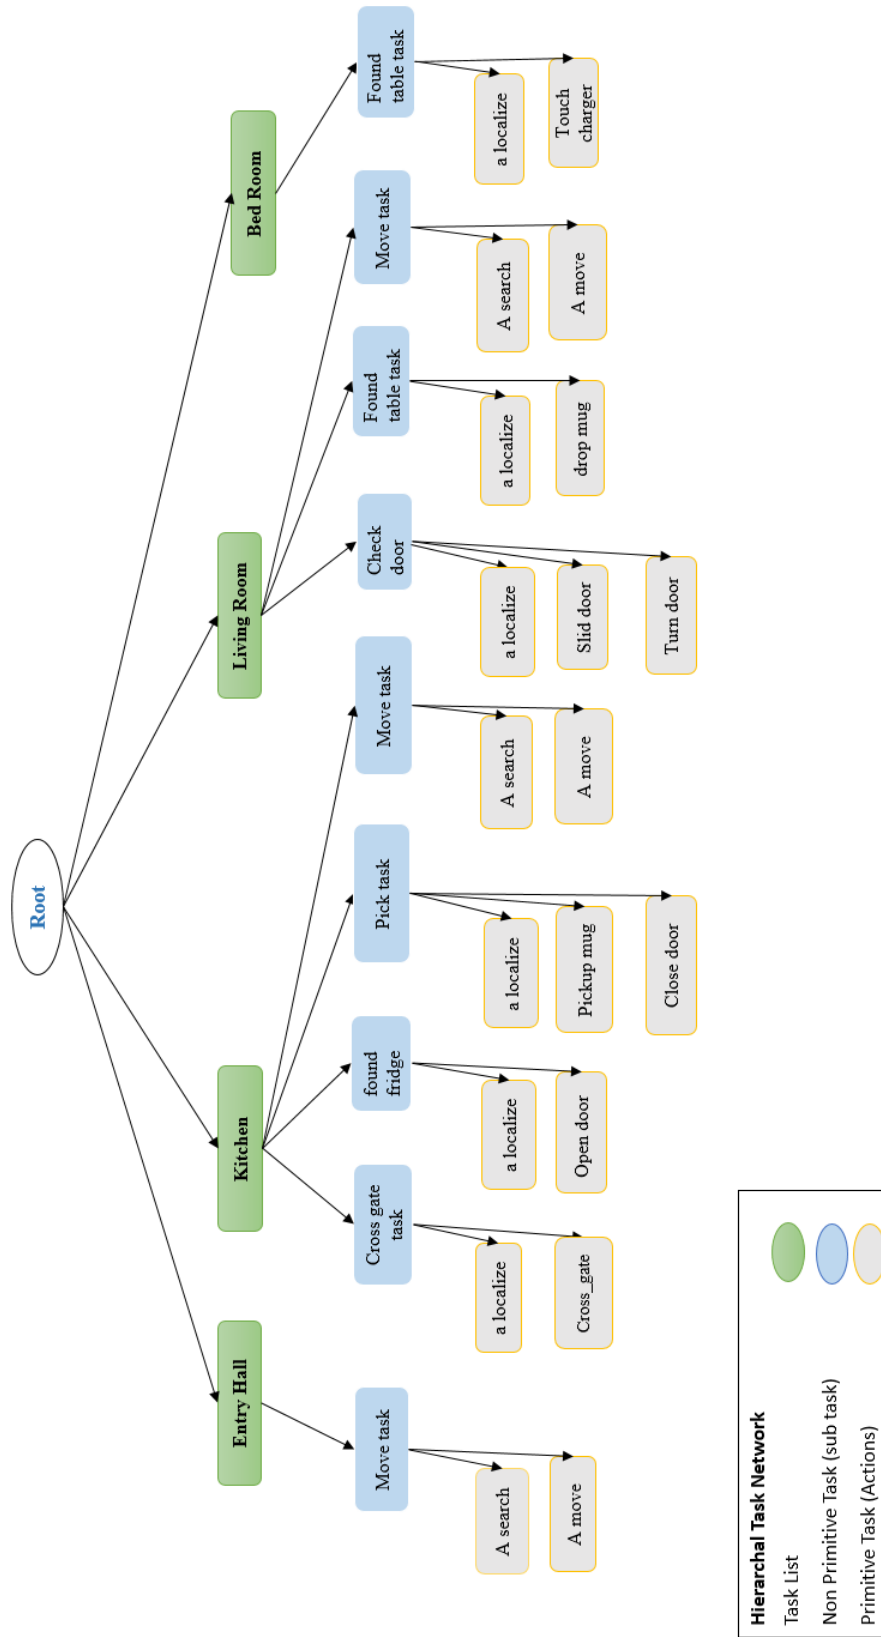 Root
Entry Hall
Kitchen
Living Room
Bed Room
Move task
Cross gate
task
found
fridge
Pick task
Move task
Check
door
Found
table task
Move task
Found
table task
A search
A move
a localize
Cross_gate
a localize
Open door
a localize
Pickup mug
Close door
A search
A move
a localize
Slid door
Turn door
a localize
drop mug
A search
A move
a localize
Touch
charger
Hierarchal Task Network
Task List
Non Primitive Task (sub task)
Primitive Task (Actions)